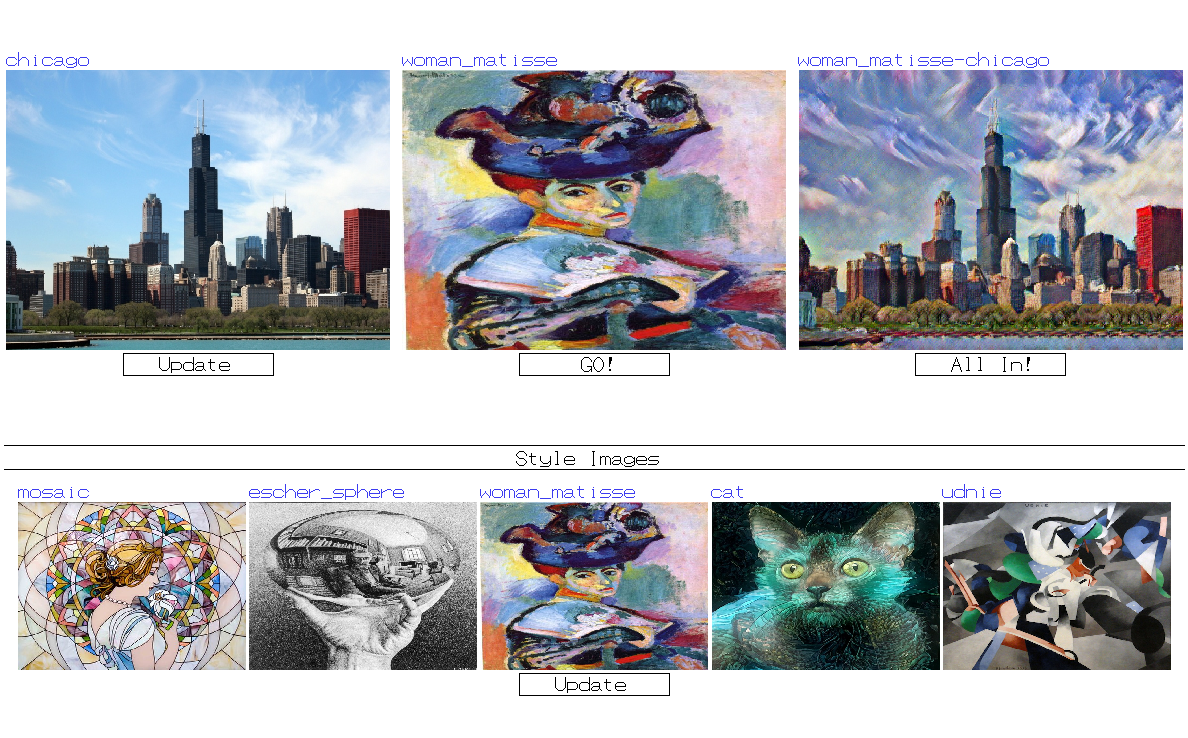 chicago
woman_matisse
woman_matisse-chicago
Update
GO!
All In!
Style Images
mosaic
escher_sphere
woman_matisse
cat
udnie
Update